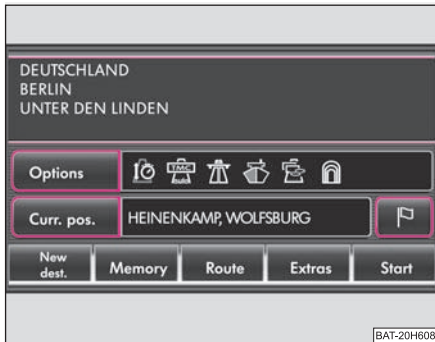 DEUTSCHLAND
BERLIN
UNTER DEN LINDEN
Options
TMC
Curr. pos. HEINENKAMP, WOLFSBURG
New dest. Memory Route Extras Start
BAT-20H608